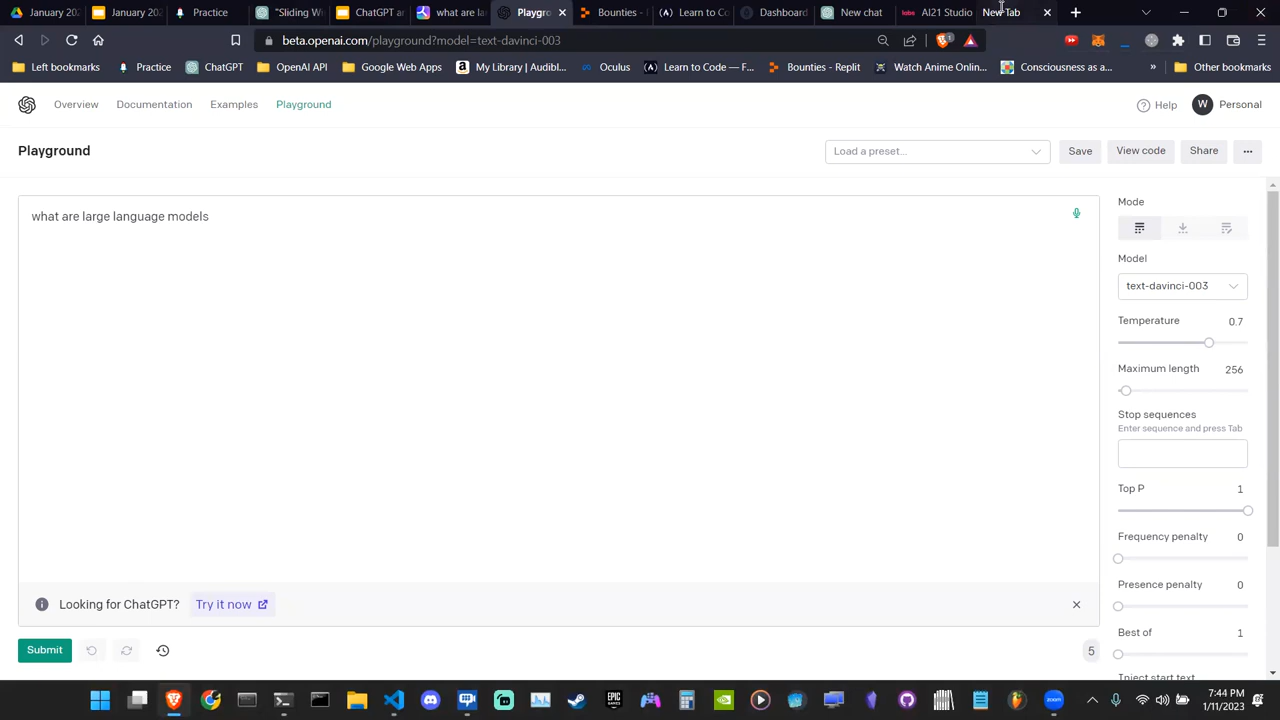 January 202
January 202
Practice
"Sliding Wi
ChatGPT ar
what are la
Playgro
Bounties - F
Learn to Co
Dashboard
New chat
labs
AI21 Studio
New Tab
beta.openai.com/playground?model=text-davinci-003
1
Left bookmarks
Practice
ChatGPT
OpenAI API
Google Web Apps
My Library | Audibl...
Oculus
Learn to Code — F...
Bounties - Replit
Watch Anime Onlin...
Consciousness as a...
»
Other bookmarks
Overview
Documentation
Examples
Playground
Help
W
Personal
Playground
Load a preset...
Save
View code
Share
...
what are large language models
Mode
Model
text-davinci-003
Temperature 0.7
Maximum length 256
Stop sequences
Enter sequence and press Tab
Top P 1
Frequency penalty 0
Presence penalty 0
Best of 1
Looking for ChatGPT? Try it now
Submit
5
7:44 PM
1/11/2023